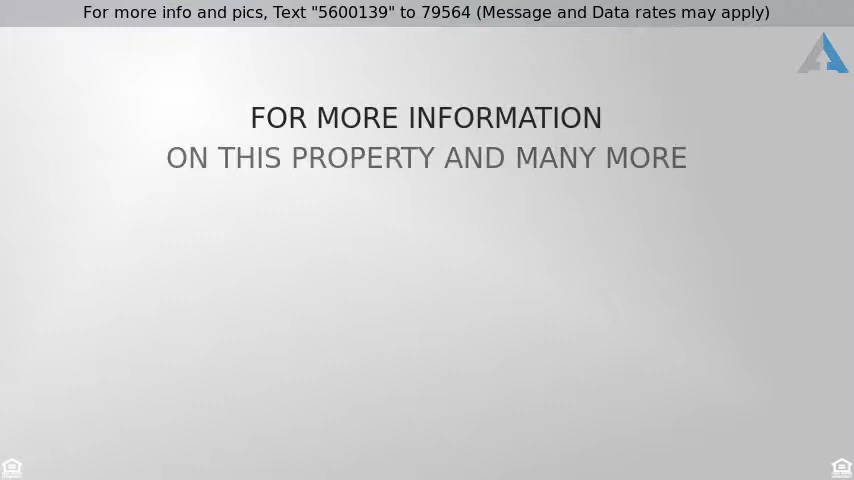 For more info and pics, Text "5600139" to 79564 (Message and Data rates may apply)
FOR MORE INFORMATION
ON THIS PROPERTY AND MANY MORE